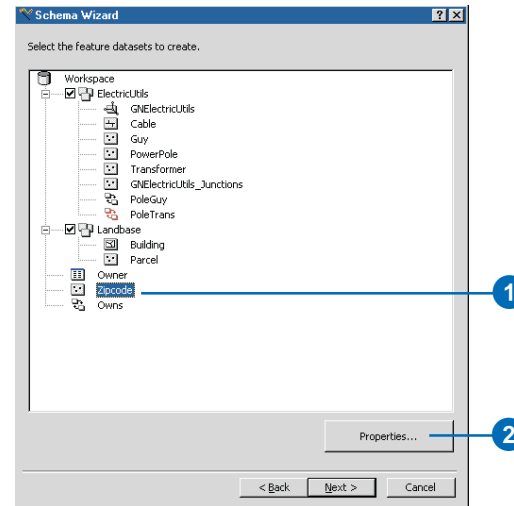 Schema Wizard
Select the feature datasets to create.
Workspace
ElectricUtils
GNElectricUtils
Cable
Guy
PowerPole
Transformer
GNElectricUtils_Junctions
PoleGuy
PoleTrans
Landbase
Building
Parcel
Owner
Zipcode
1
Owns
Properties...
2
< Back Next > Cancel